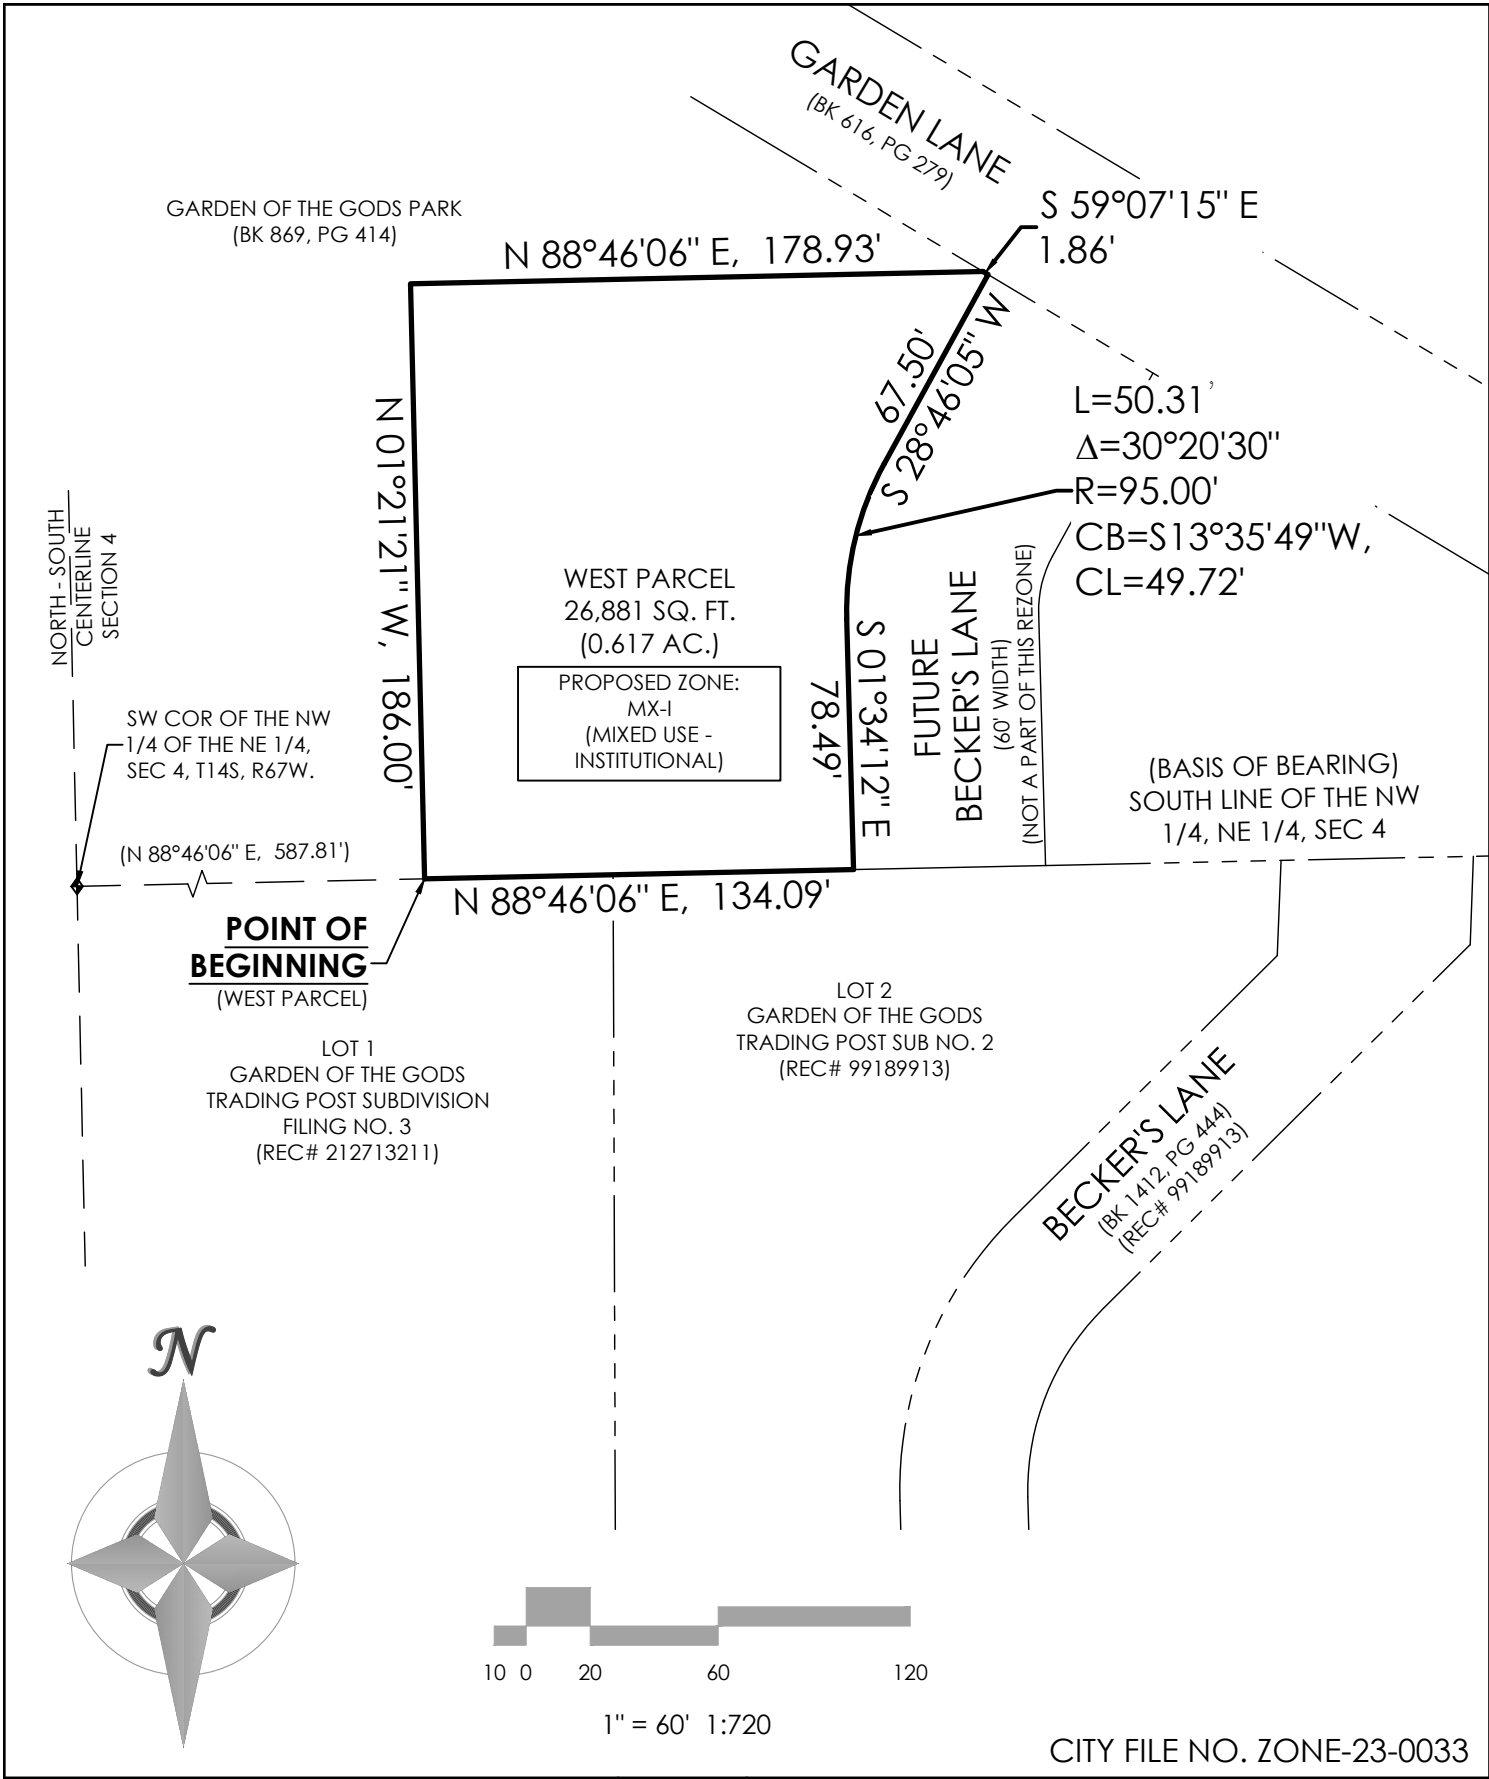 GARDEN LANE
(BK 616, PG 279)
GARDEN OF THE GODS PARK
(BK 869, PG 414)
S 59°07'15" E
1.86'
N 88°46'06" E, 178.93'
67.50'
S 28°46'05" W
L=50.31'
Δ=30°20'30"
R=95.00'
CB=S13°35'49"W,
CL=49.72'
N 01°21'21" W, 186.00'
NORTH - SOUTH
CENTERLINE
SECTION 4
WEST PARCEL
26,881 SQ. FT.
(0.617 AC.)
PROPOSED ZONE:
MX-I
(MIXED USE -
INSTITUTIONAL)
78.49'
S 01°34'12" E
FUTURE
BECKER'S LANE
(60' WIDTH)
(NOT A PART OF THIS REZONE)
SW COR OF THE NW
1/4 OF THE NE 1/4,
SEC 4, T14S, R67W.
(BASIS OF BEARING)
SOUTH LINE OF THE NW
1/4, NE 1/4, SEC 4
(N 88°46'06" E, 587.81')
N 88°46'06" E, 134.09'
POINT OF
BEGINNING
(WEST PARCEL)
LOT 1
GARDEN OF THE GODS
TRADING POST SUBDIVISION
FILING NO. 3
(REC# 212713211)
LOT 2
GARDEN OF THE GODS
TRADING POST SUB NO. 2
(REC# 99189913)
BECKER'S LANE
(BK 1412, PG 444)
(REC# 99189913)
N
10 0 20 60 120
1" = 60' 1:720
CITY FILE NO. ZONE-23-0033